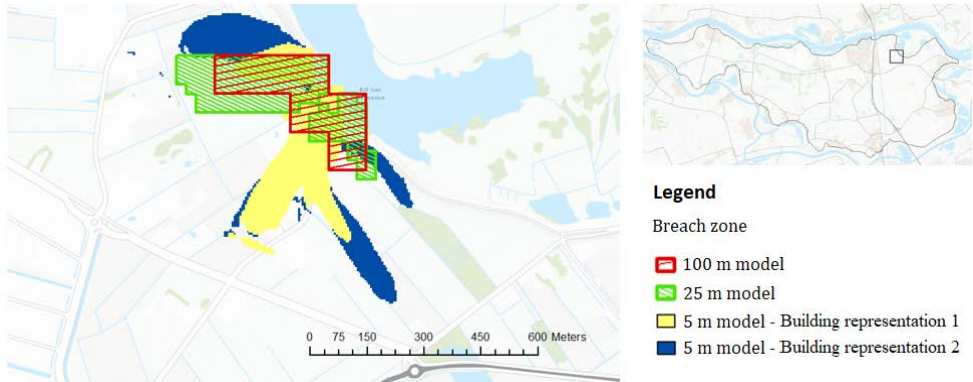 0 75 150 300 450 600 Meters
Legend
Breach zone
100 m model
25 m model
5 m model - Building representation 1
5 m model - Building representation 2